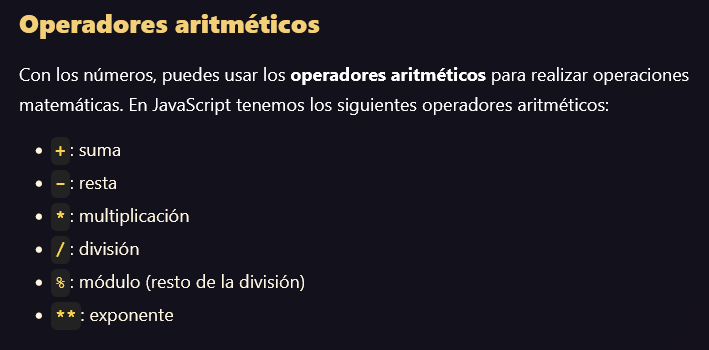 Operadores aritméticos
Con los números, puedes usar los operadores aritméticos para realizar operaciones
matemáticas. En JavaScript tenemos los siguientes operadores aritméticos:
• + : suma
• - : resta
• * : multiplicación
• / : división
• % : módulo (resto de la división)
• ** : exponente